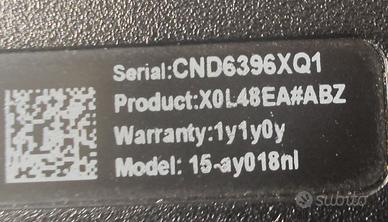 Serial:CND6396XQ1
Product:X0L48EA#ABZ
Warranty:1y1y0y
Model: 15-ay018nl
subito